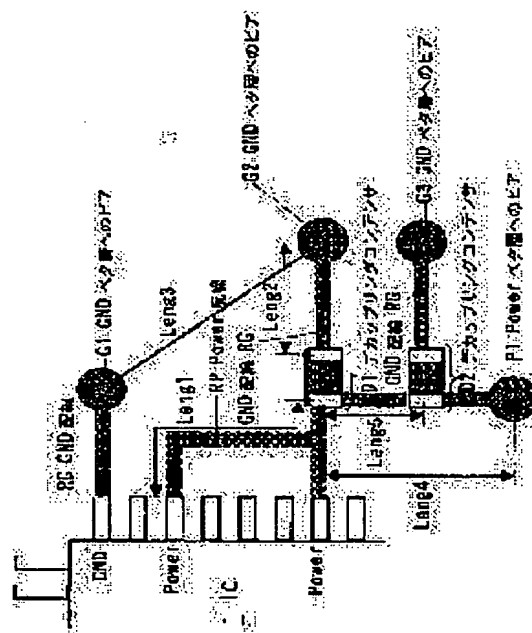 RG GND 配線
G1 GND ベタ層へのビア
Leng3
G2 GND ベタ層へのビア
Leng1
RP Power 配線
GND 配線 RG
Leng2
D1 デカップリングコンデンサ
GND 配線 RG
G3 GND ベタ層へのビア
D2 デカップリングコンデンサ
Leng5
Leng4
P1 Power ベタ層へのビア
GND
Power
IC
Power